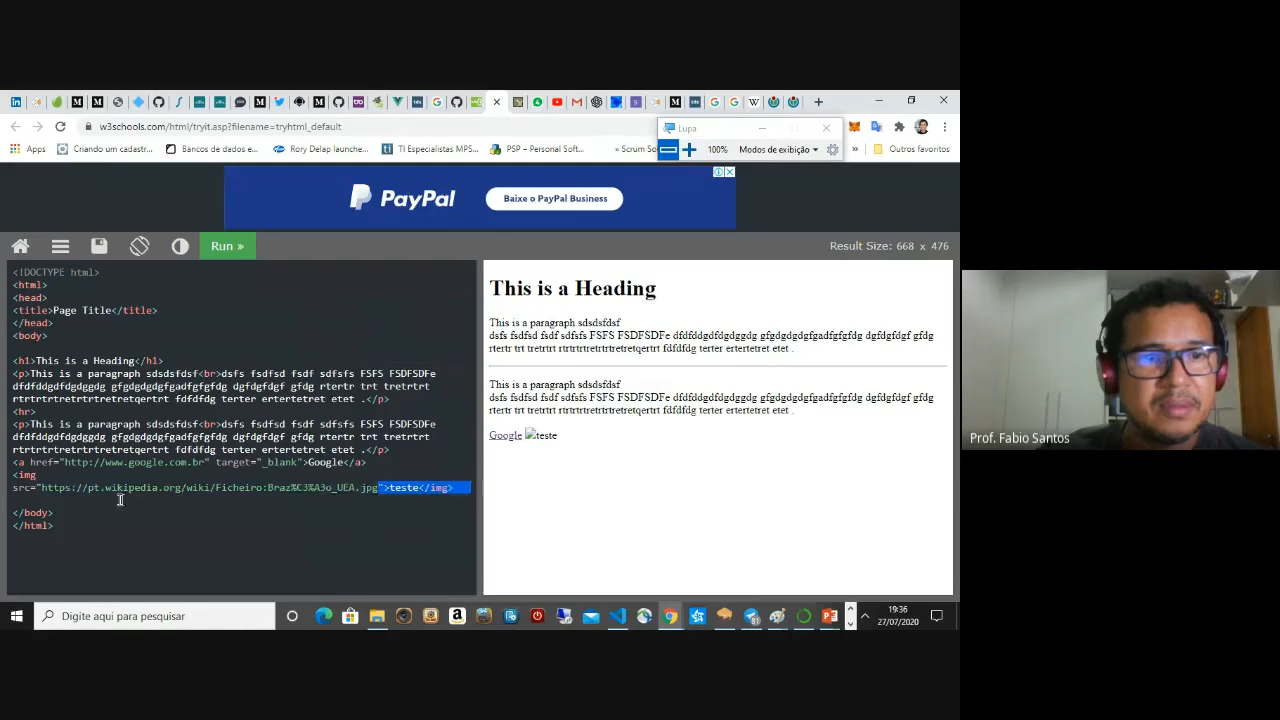 w3schools.com/html/tryit.asp?filename=tryhtml_default
Lupa
Apps Criando um cadastr... Bancos de dados e... Rory Delap launche... TI Especialistas MPS... PSP – Personal Soft... » Scrum So
100% Modos de exibição
» Outros favoritos
PayPal Baixe o PayPal Business
Run » Result Size: 668 x 476
<!DOCTYPE html>
<html>
<head>
<title>Page Title</title>
</head>
<body>
<h1>This is a Heading</h1>
<p>This is a paragraph sdsdsfdsf<br>dsfs fsdfsd fsdf sdfsfs FSFS FSDFSDFe
dfdfddgdfdgdggdg gfgdgdgdgfgadfgfgfdg dgfdgfdgf gfdg rtertr trt tretrtrt
rtrtrtrtretrtrtrtretretqertrt fdfdfdg terter ertertetret etet .</p>
<hr>
<p>This is a paragraph sdsdsfdsf<br>dsfs fsdfsd fsdf sdfsfs FSFS FSDFSDFe
dfdfddgdfdgdggdg gfgdgdgdgfgadfgfgfdg dgfdgfdgf gfdg rtertr trt tretrtrt
rtrtrtrtretrtrtrtretretqertrt fdfdfdg terter ertertetret etet .</p>
<a href="http://www.google.com.br" target="_blank">Google</a>
<img
src="https://pt.wikipedia.org/wiki/Ficheiro:Braz%C3%A3o_UEA.jpg">teste</img>
</body>
</html>
This is a Heading
This is a paragraph sdsdsfdsf
dsfs fsdfsd fsdf sdfsfs FSFS FSDFSDFe dfdfddgdfdgdggdg gfgdgdgdgfgadfgfgfdg dgfdgfdgf gfdg
rtertr trt tretrtrt rtrtrtrtretrtrtrtretretqertrt fdfdfdg terter ertertetret etet .
This is a paragraph sdsdsfdsf
dsfs fsdfsd fsdf sdfsfs FSFS FSDFSDFe dfdfddgdfdgdggdg gfgdgdgdgfgadfgfgfdg dgfdgfdgf gfdg
rtertr trt tretrtrt rtrtrtrtretrtrtrtretretqertrt fdfdfdg terter ertertetret etet .
Google teste
Prof. Fabio Santos
Digite aqui para pesquisar
19:36
27/07/2020